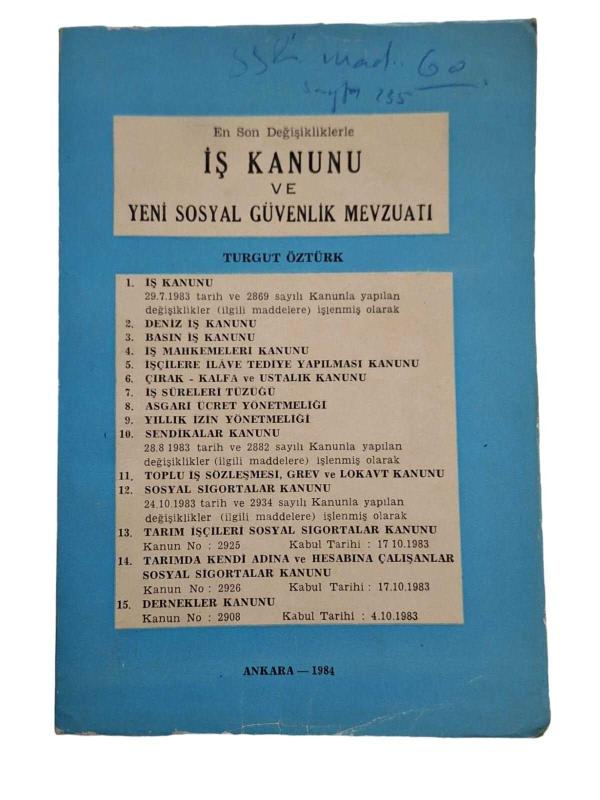 SSK mad. 60
sayfa 235
En Son Değişikliklerle
İŞ KANUNU
VE
YENİ SOSYAL GÜVENLİK MEVZUATI
TURGUT ÖZTÜRK
1. İŞ KANUNU
29.7.1983 tarih ve 2869 sayılı Kanunla yapılan
değişiklikler (ilgili maddelere) işlenmiş olarak
2. DENİZ İŞ KANUNU
3. BASIN İŞ KANUNU
4. İŞ MAHKEMELERİ KANUNU
5. İŞÇİLERE İLÂVE TEDİYE YAPILMASI KANUNU
6. ÇIRAK - KALFA ve USTALIK KANUNU
7. İŞ SÜRELERİ TÜZÜĞÜ
8. ASGARİ ÜCRET YÖNETMELİĞİ
9. YILLIK İZİN YÖNETMELİĞİ
10. SENDİKALAR KANUNU
28.8 1983 tarih ve 2882 sayılı Kanunla yapılan
değişiklikler (ilgili maddelere) işlenmiş olarak
11. TOPLU İŞ SÖZLEŞMESİ, GREV ve LOKAVT KANUNU
12. SOSYAL SİGORTALAR KANUNU
24.10.1983 tarih ve 2934 sayılı Kanunla yapılan
değişiklikler (ilgili maddelere) işlenmiş olarak
13. TARIM İŞÇİLERİ SOSYAL SİGORTALAR KANUNU
Kanun No : 2925 Kabul Tarihi : 17 10.1983
14. TARIMDA KENDİ ADINA ve HESABINA ÇALIŞANLAR
SOSYAL SİGORTALAR KANUNU
Kanun No : 2926 Kabul Tarihi : 17.10.1983
15. DERNEKLER KANUNU
Kanun No : 2908 Kabul Tarihi : 4.10.1983
ANKARA — 1984